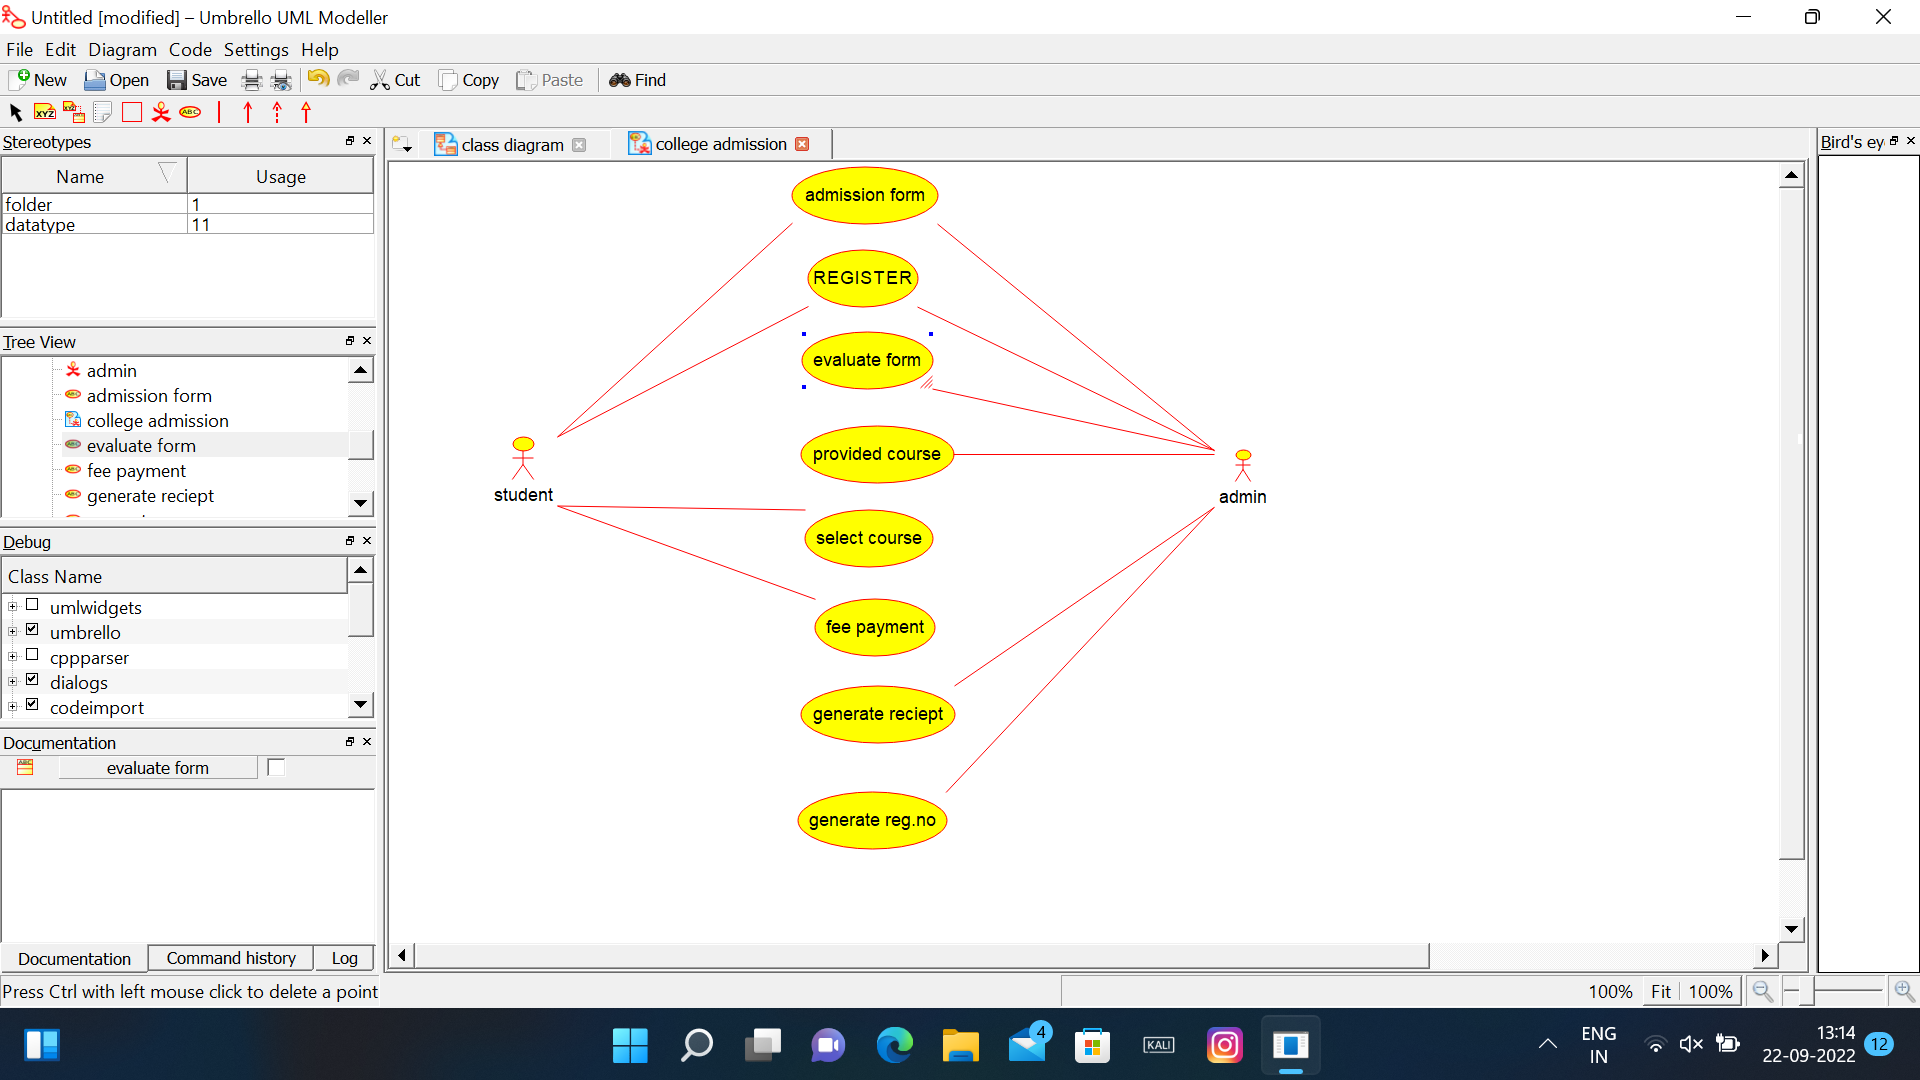 Untitled [modified] – Umbrello UML Modeller
File Edit Diagram Code Settings Help
New Open Save Cut Copy Paste Find
XYZ XYZ ABC
Stereotypes
Name Usage
folder 1
datatype 11
Tree View
admin
admission form
college admission
evaluate form
fee payment
generate reciept
Debug
Class Name
umlwidgets
umbrello
cppparser
dialogs
codeimport
Documentation
ABC evaluate form
Documentation Command history Log
Press Ctrl with left mouse click to delete a point
class diagram college admission
admission form
REGISTER
evaluate form
provided course
student
admin
select course
fee payment
generate reciept
generate reg.no
Bird's ey
100% Fit 100%
4
KALI
ENG
IN
13:14
22-09-2022
12